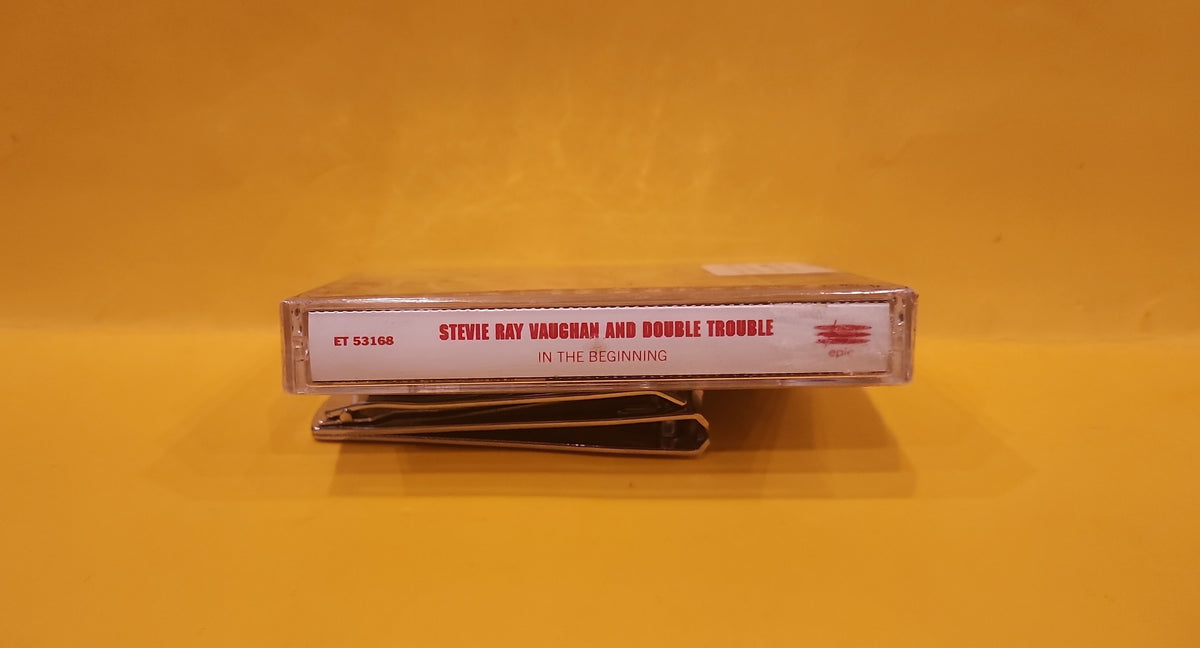 ET 53168
STEVIE RAY VAUGHAN AND DOUBLE TROUBLE
IN THE BEGINNING
epic